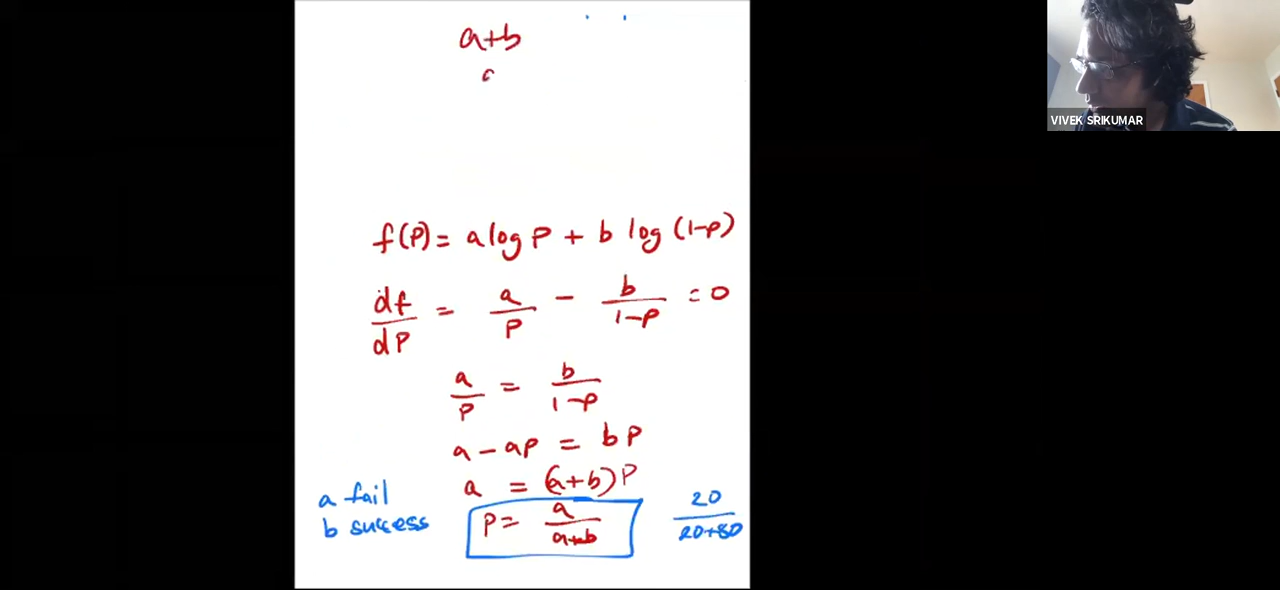 a+b
VIVEK SRIKUMAR
f(P) = a log P + b log (1-P)
df/dP = a/P - b/1-P = 0
a/P = b/1-P
a - aP = bP
a = (a+b) P
a fail
b success
P = a/a+b
20/20+80